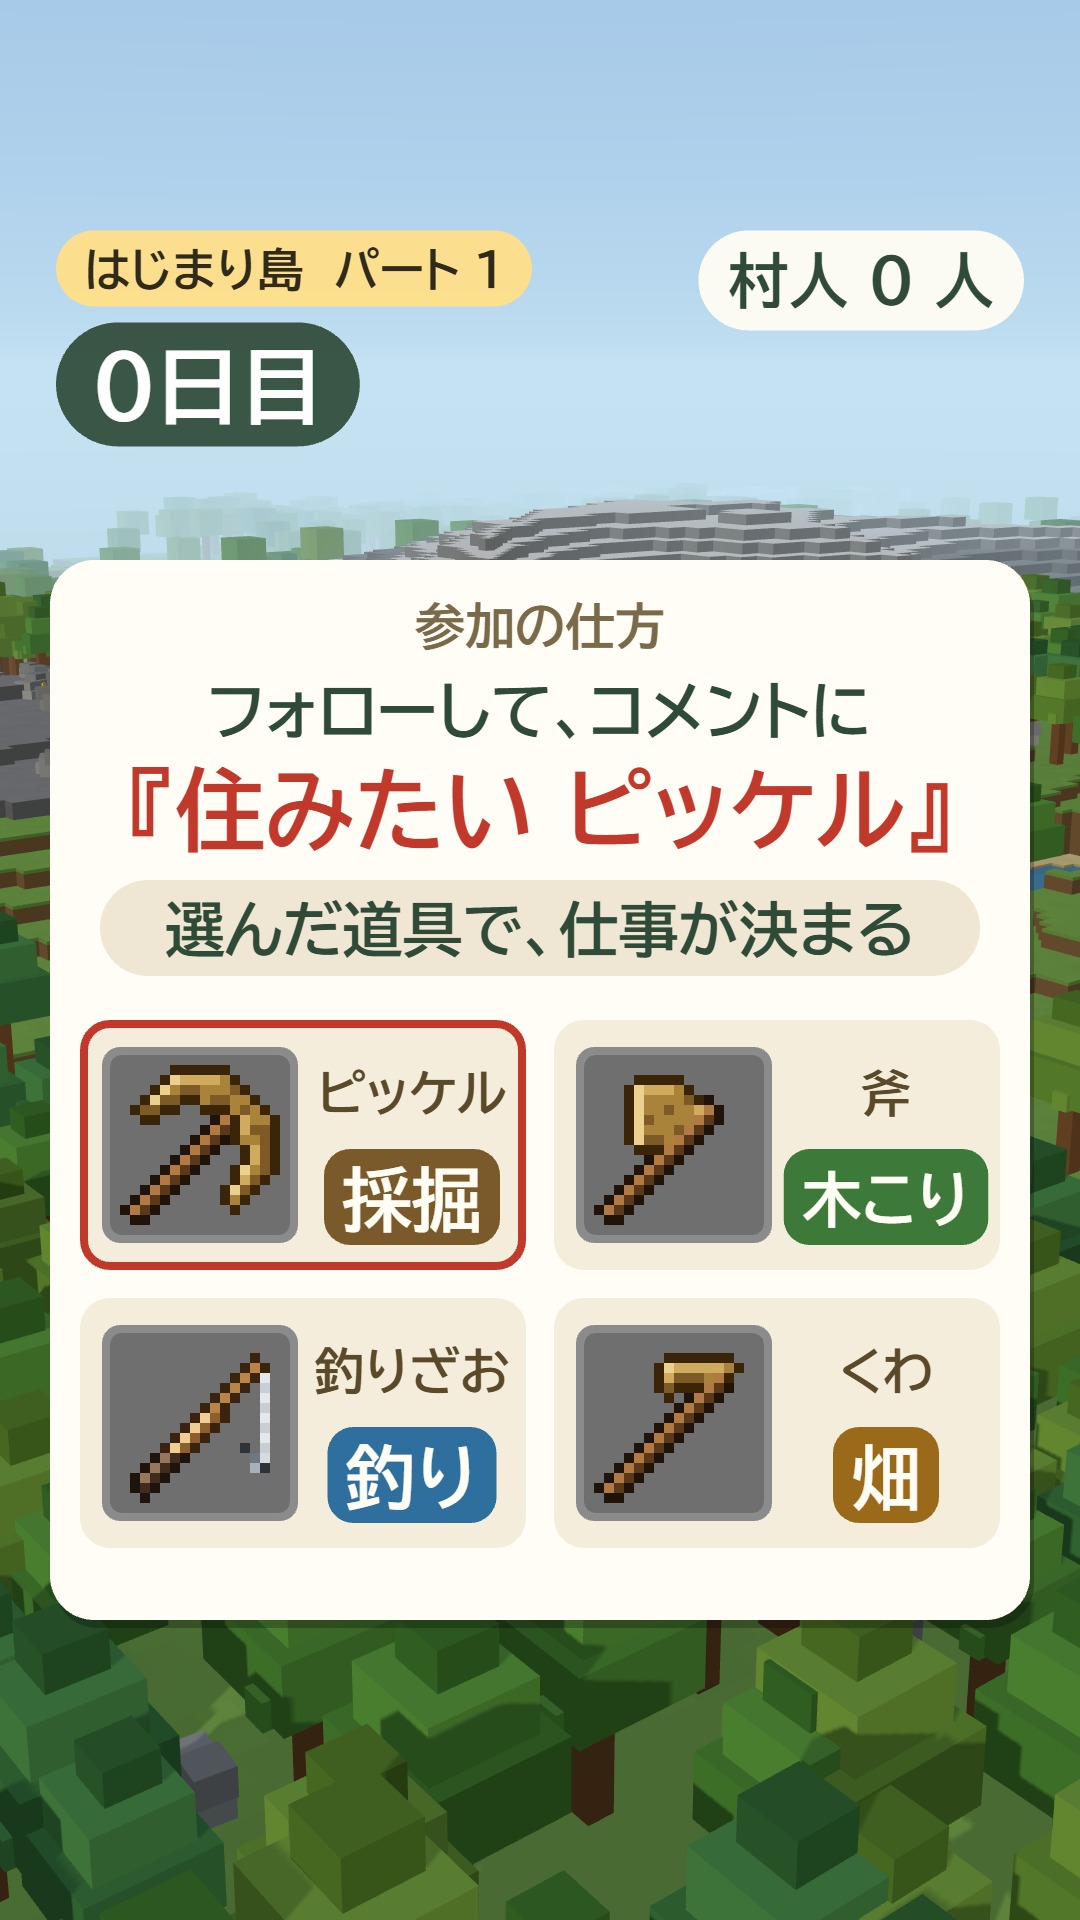 はじまり島 パート 1
村人 0 人
0日目
参加の仕方
フォローして、コメントに
『住みたい ピッケル』
選んだ道具で、仕事が決まる
ピッケル
採掘
斧
木こり
釣りざお
釣り
くわ
畑